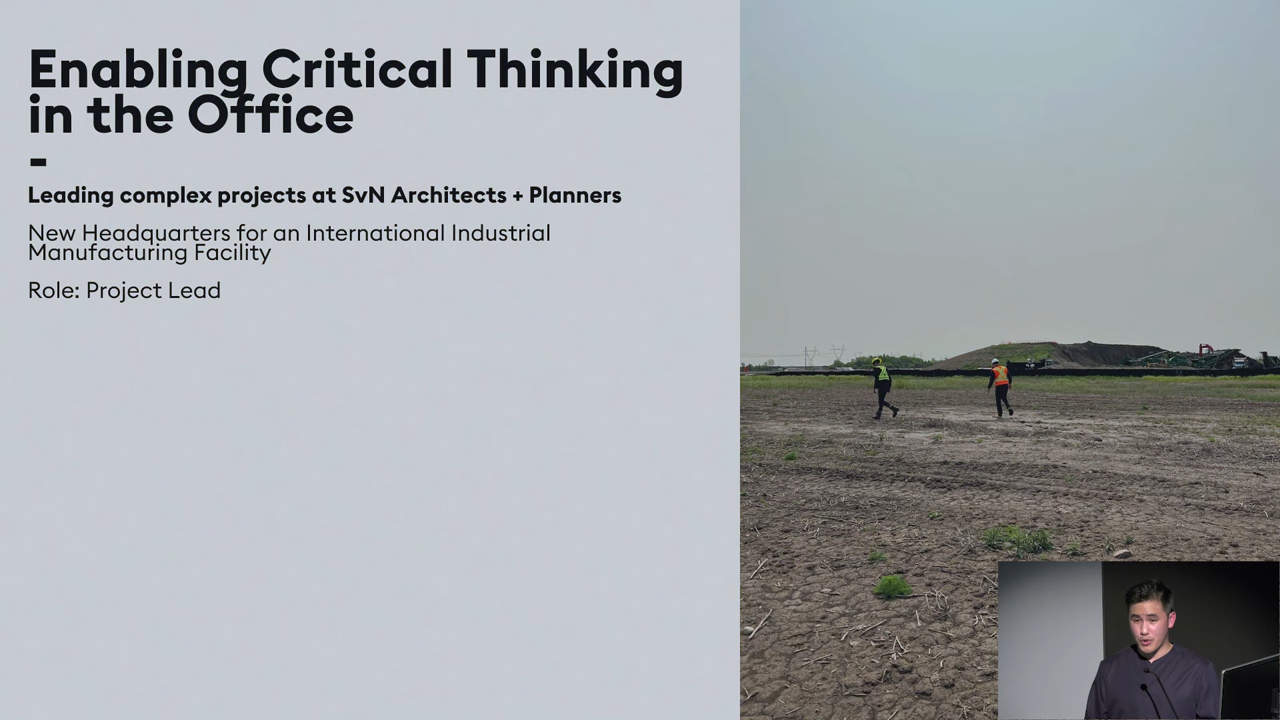 Enabling Critical Thinking
in the Office
-
Leading complex projects at SvN Architects + Planners
New Headquarters for an International Industrial
Manufacturing Facility
Role: Project Lead